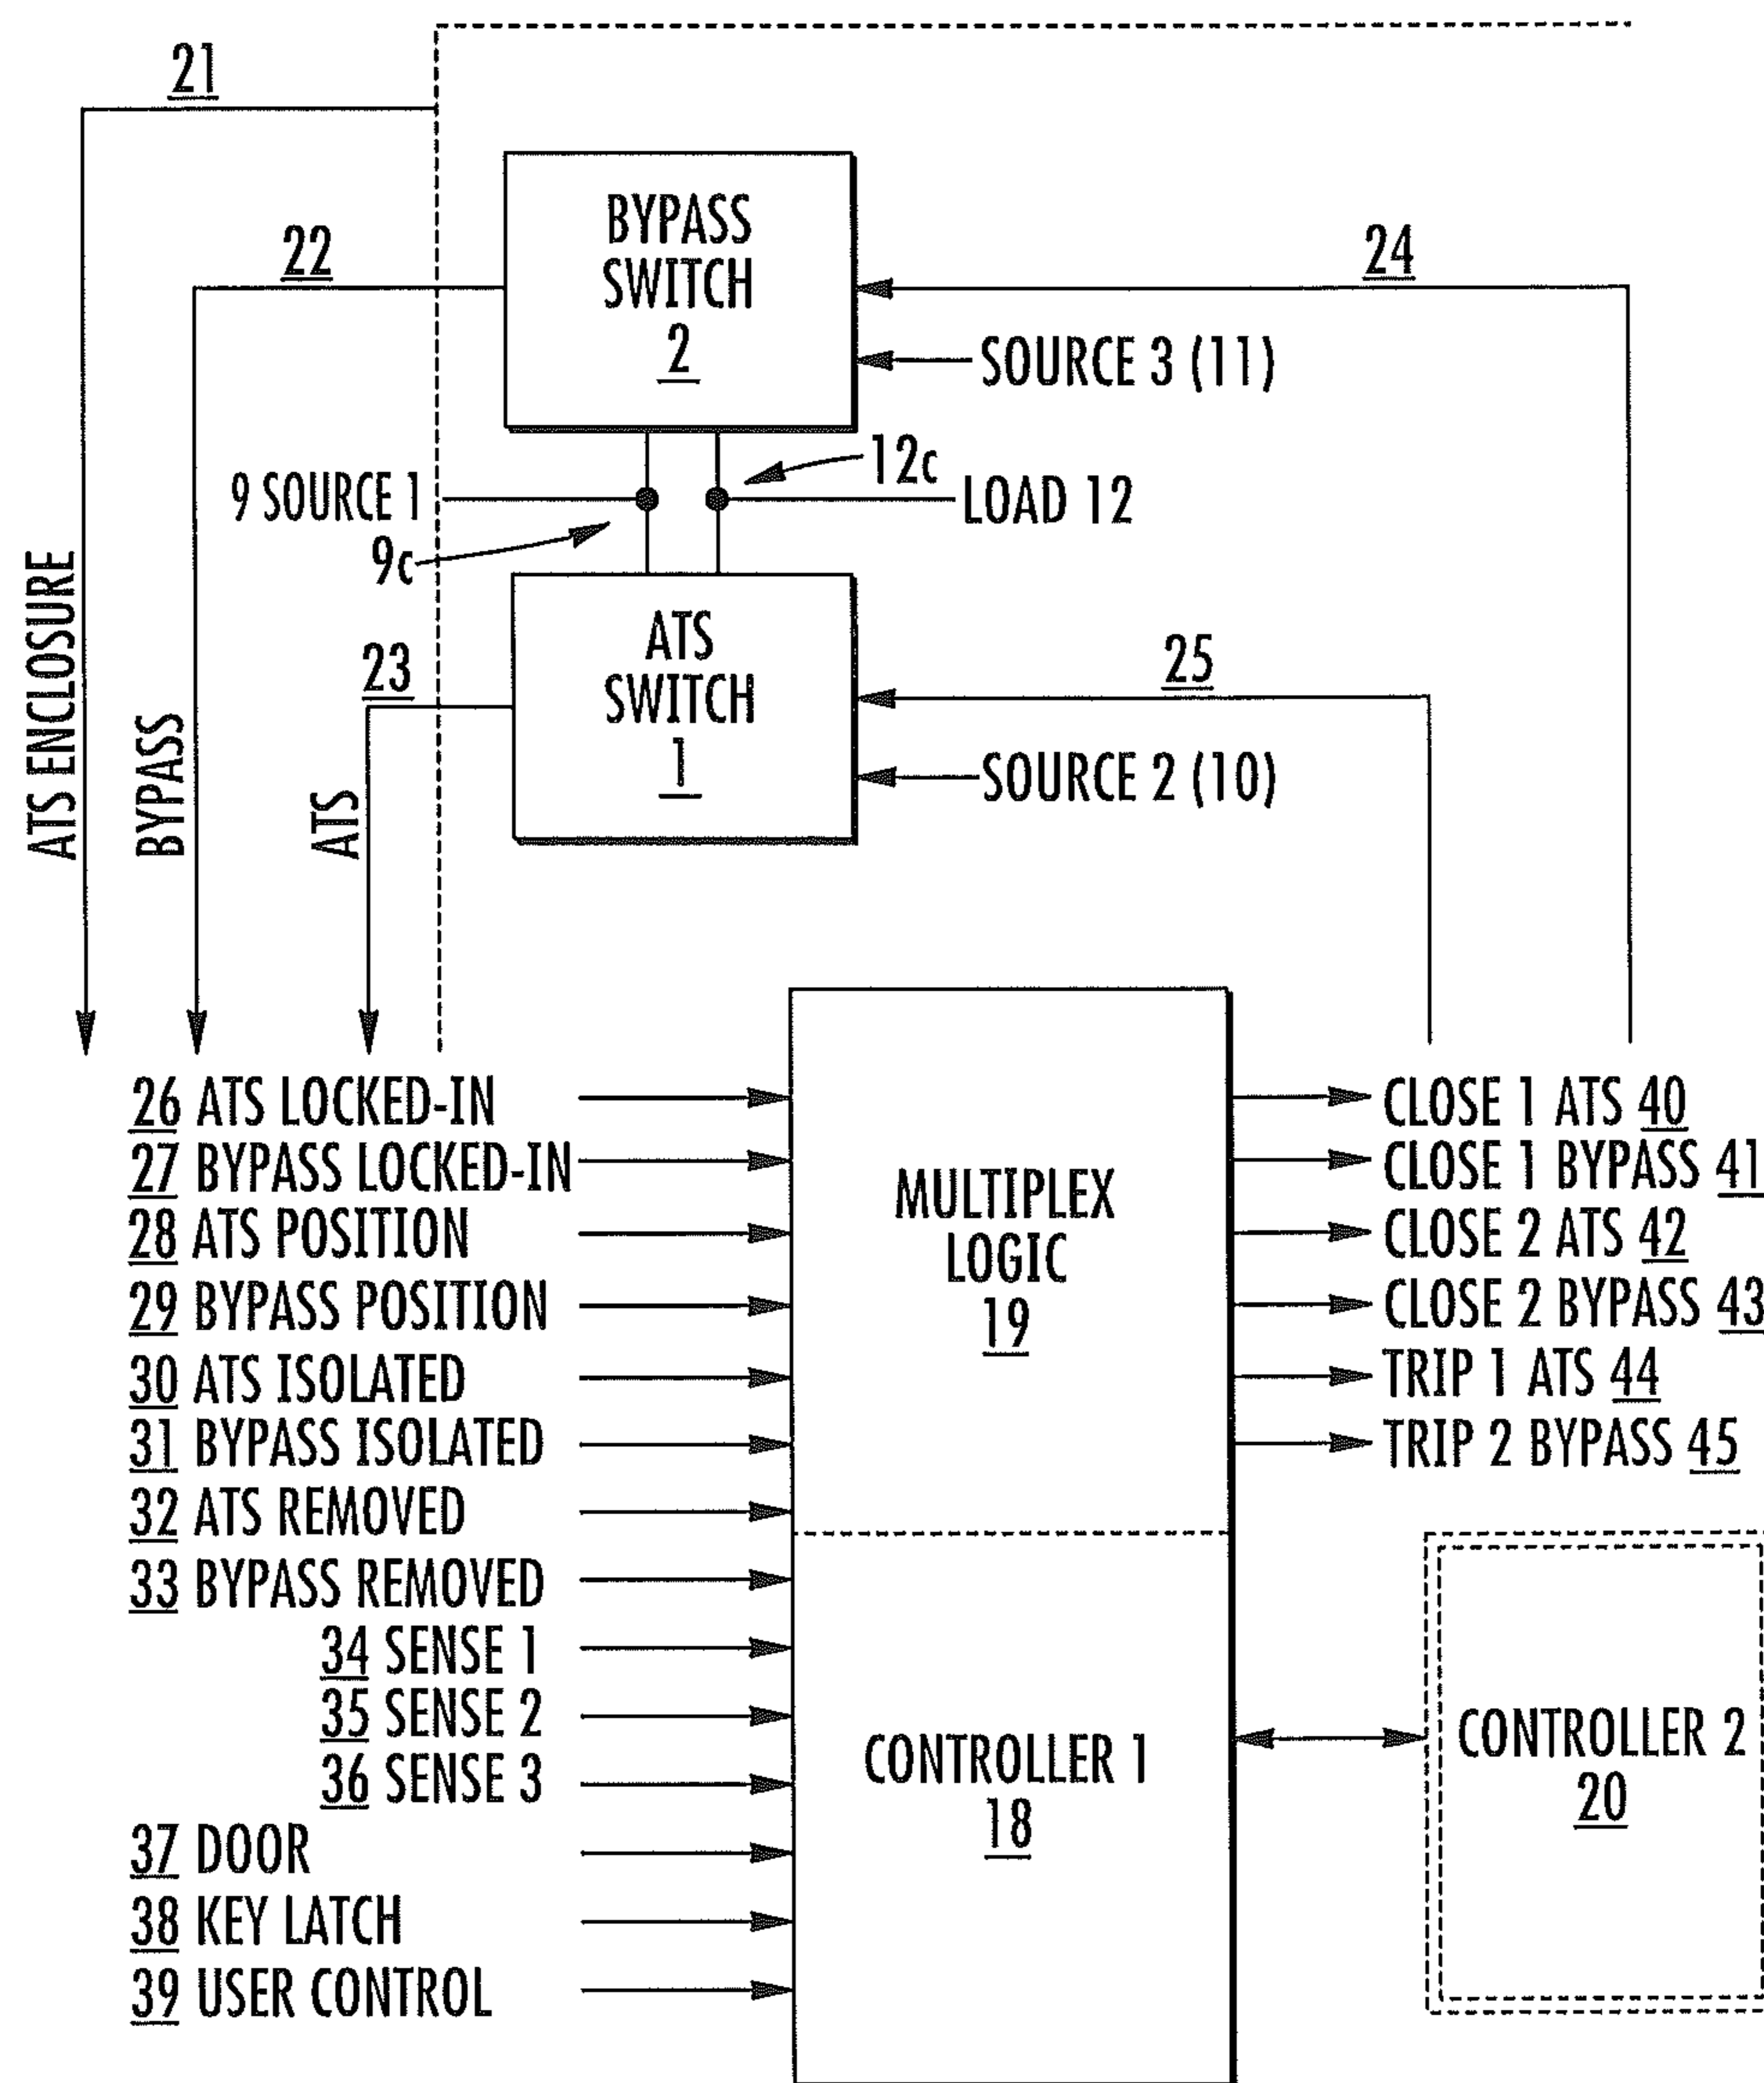 21
BYPASS
SWITCH
2
22
24
SOURCE 3 (11)
12c
9 SOURCE 1
LOAD 12
9c
ATS ENCLOSURE
BYPASS
ATS
ATS
SWITCH
1
23
25
SOURCE 2 (10)
26 ATS LOCKED-IN
27 BYPASS LOCKED-IN
28 ATS POSITION
29 BYPASS POSITION
30 ATS ISOLATED
31 BYPASS ISOLATED
32 ATS REMOVED
33 BYPASS REMOVED
34 SENSE 1
35 SENSE 2
36 SENSE 3
37 DOOR
38 KEY LATCH
39 USER CONTROL
MULTIPLEX
LOGIC
19
CONTROLLER 1
18
CLOSE 1 ATS 40
CLOSE 1 BYPASS 41
CLOSE 2 ATS 42
CLOSE 2 BYPASS 43
TRIP 1 ATS 44
TRIP 2 BYPASS 45
CONTROLLER 2
20